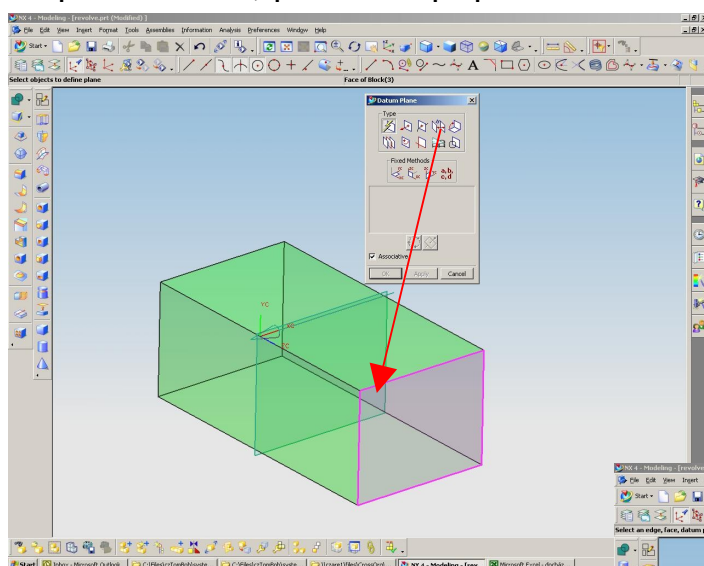 NX 4 - Modeling - [revolve.prt (Modified) ]
File Edit View Insert Format Tools Assemblies Information Analysis Preferences Window Help
Start
Select objects to define plane
Face of Block(3)
Datum Plane
Type
Fixed Methods
a,b,
c,d
Associative
OK Apply Cancel
YC
XC
ZC
NX 4 - Modeling - [revolve
File Edit View Insert
Start
Select an edge, face, datum p
Start Inbox - Microsoft Outlook NX 4 - Modeling - [rev... Microsoft Excel - docház...